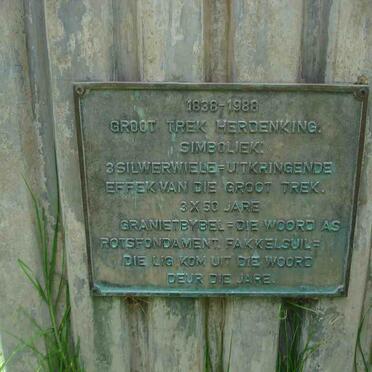 1838-1988
GROOT TREK HERDENKING.
SIMBOLIEK:
3 SILWERWIELE=UITKRINGENDE
EFFEK VAN DIE GROOT TREK.
3 X 50 JARE
GRANIETBYBEL=DIE WOORD AS
ROTSFONDAMENT. FAKKELSUIL=
DIE LIG KOM UIT DIE WOORD
DEUR DIE JARE.